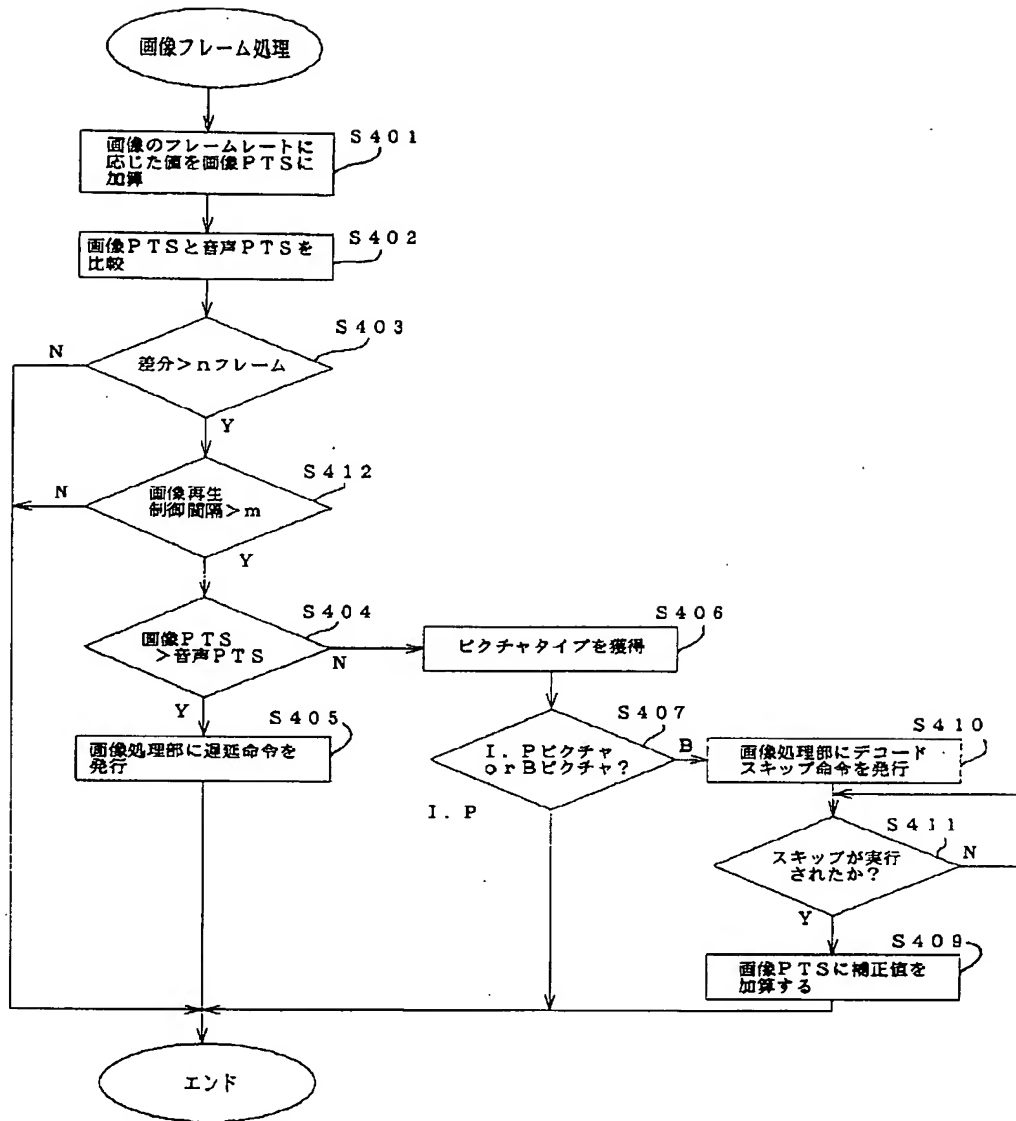 画像フレーム処理
S401
画像のフレームレートに
応じた値を画像PTSに
加算
S402
画像PTSと音声PTSを
比較
S403
N
差分>nフレーム
Y
S412
N
画像再生
制御間隔>m
Y
S404
画像PTS
>音声PTS
N
Y
S406
ピクチャタイプを獲得
S405
画像処理部に遅延命令を
発行
S407
I.Pピクチャ
orBピクチャ?
B
I.P
S410
画像処理部にデコード
スキップ命令を発行
S411
スキップが実行
されたか?
N
Y
S409
画像PTSに補正値を
加算する
エンド